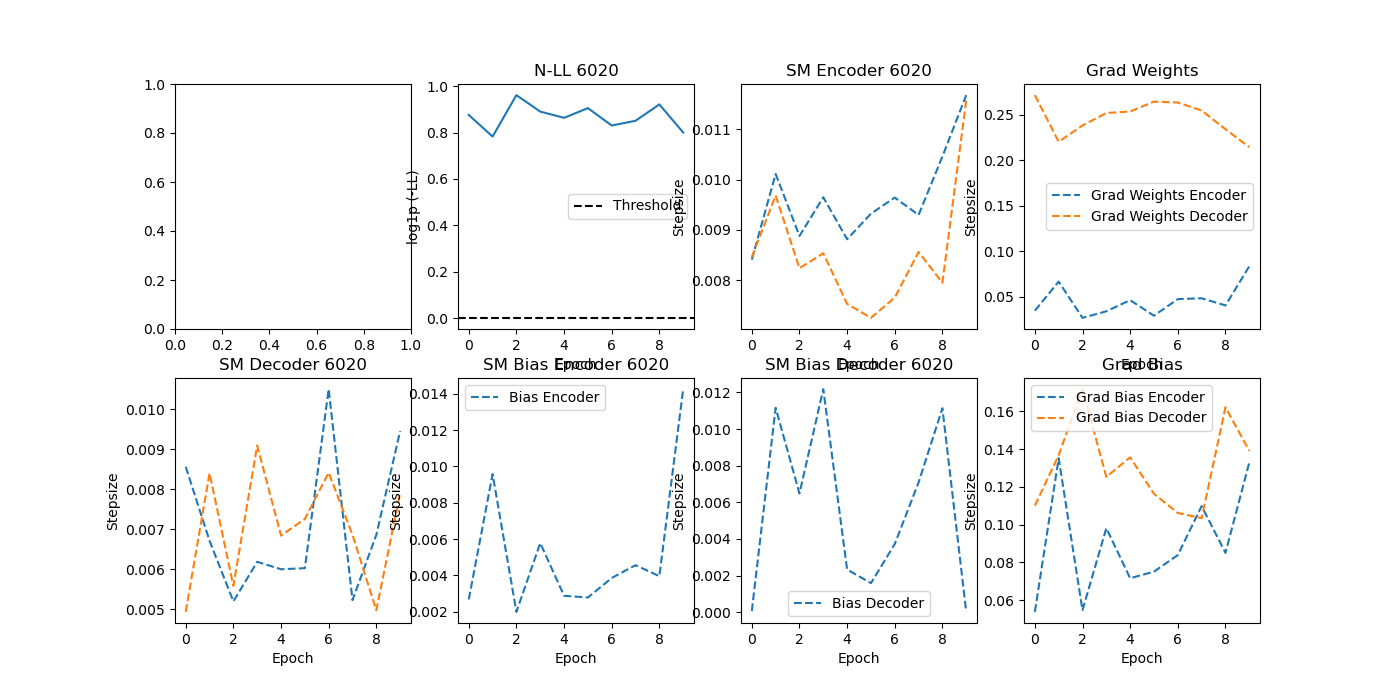 N-LL 6020
SM Encoder 6020
Grad Weights
1.0
0.8
0.6
0.4
0.2
0.0
0.0 0.2 0.4 0.6 0.8 1.0
log1p (-LL)
1.0
0.8
0.6
0.4
0.2
0.0
Threshold
0 2 4 6 8
Epoch
Stepsize
0.011
0.010
0.009
0.008
0 2 4 6 8
Epoch
Stepsize
0.25
0.20
0.15
0.10
0.05
Grad Weights Encoder
Grad Weights Decoder
0 2 4 6 8
Epoch
SM Decoder 6020
SM Bias Encoder 6020
SM Bias Decoder 6020
Grad Bias
Stepsize
0.010
0.009
0.008
0.007
0.006
0.005
0 2 4 6 8
Epoch
Stepsize
0.014
0.012
0.010
0.008
0.006
0.004
0.002
Bias Encoder
0 2 4 6 8
Epoch
Stepsize
0.012
0.010
0.008
0.006
0.004
0.002
0.000
Bias Decoder
0 2 4 6 8
Epoch
Stepsize
0.16
0.14
0.12
0.10
0.08
0.06
Grad Bias Encoder
Grad Bias Decoder
0 2 4 6 8
Epoch